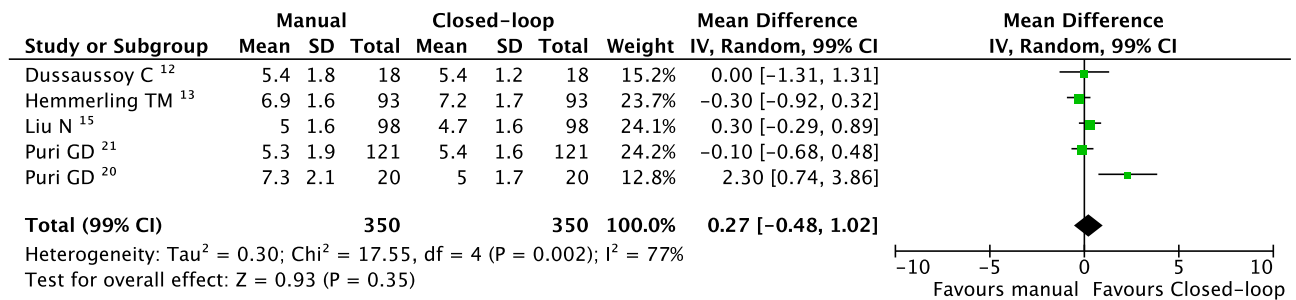 Manual Closed-loop Mean Difference Mean Difference
Study or Subgroup Mean SD Total Mean SD Total Weight IV, Random, 99% CI IV, Random, 99% CI
Dussaussoy C ¹² 5.4 1.8 18 5.4 1.2 18 15.2% 0.00 [−1.31, 1.31]
Hemmerling TM ¹³ 6.9 1.6 93 7.2 1.7 93 23.7% −0.30 [−0.92, 0.32]
Liu N ¹⁵ 5 1.6 98 4.7 1.6 98 24.1% 0.30 [−0.29, 0.89]
Puri GD ²¹ 5.3 1.9 121 5.4 1.6 121 24.2% −0.10 [−0.68, 0.48]
Puri GD ²⁰ 7.3 2.1 20 5 1.7 20 12.8% 2.30 [0.74, 3.86]
Total (99% CI) 350 350 100.0% 0.27 [−0.48, 1.02]
Heterogeneity: Tau² = 0.30; Chi² = 17.55, df = 4 (P = 0.002); I² = 77%
Test for overall effect: Z = 0.93 (P = 0.35)
−10 −5 0 5 10
Favours manual Favours Closed-loop